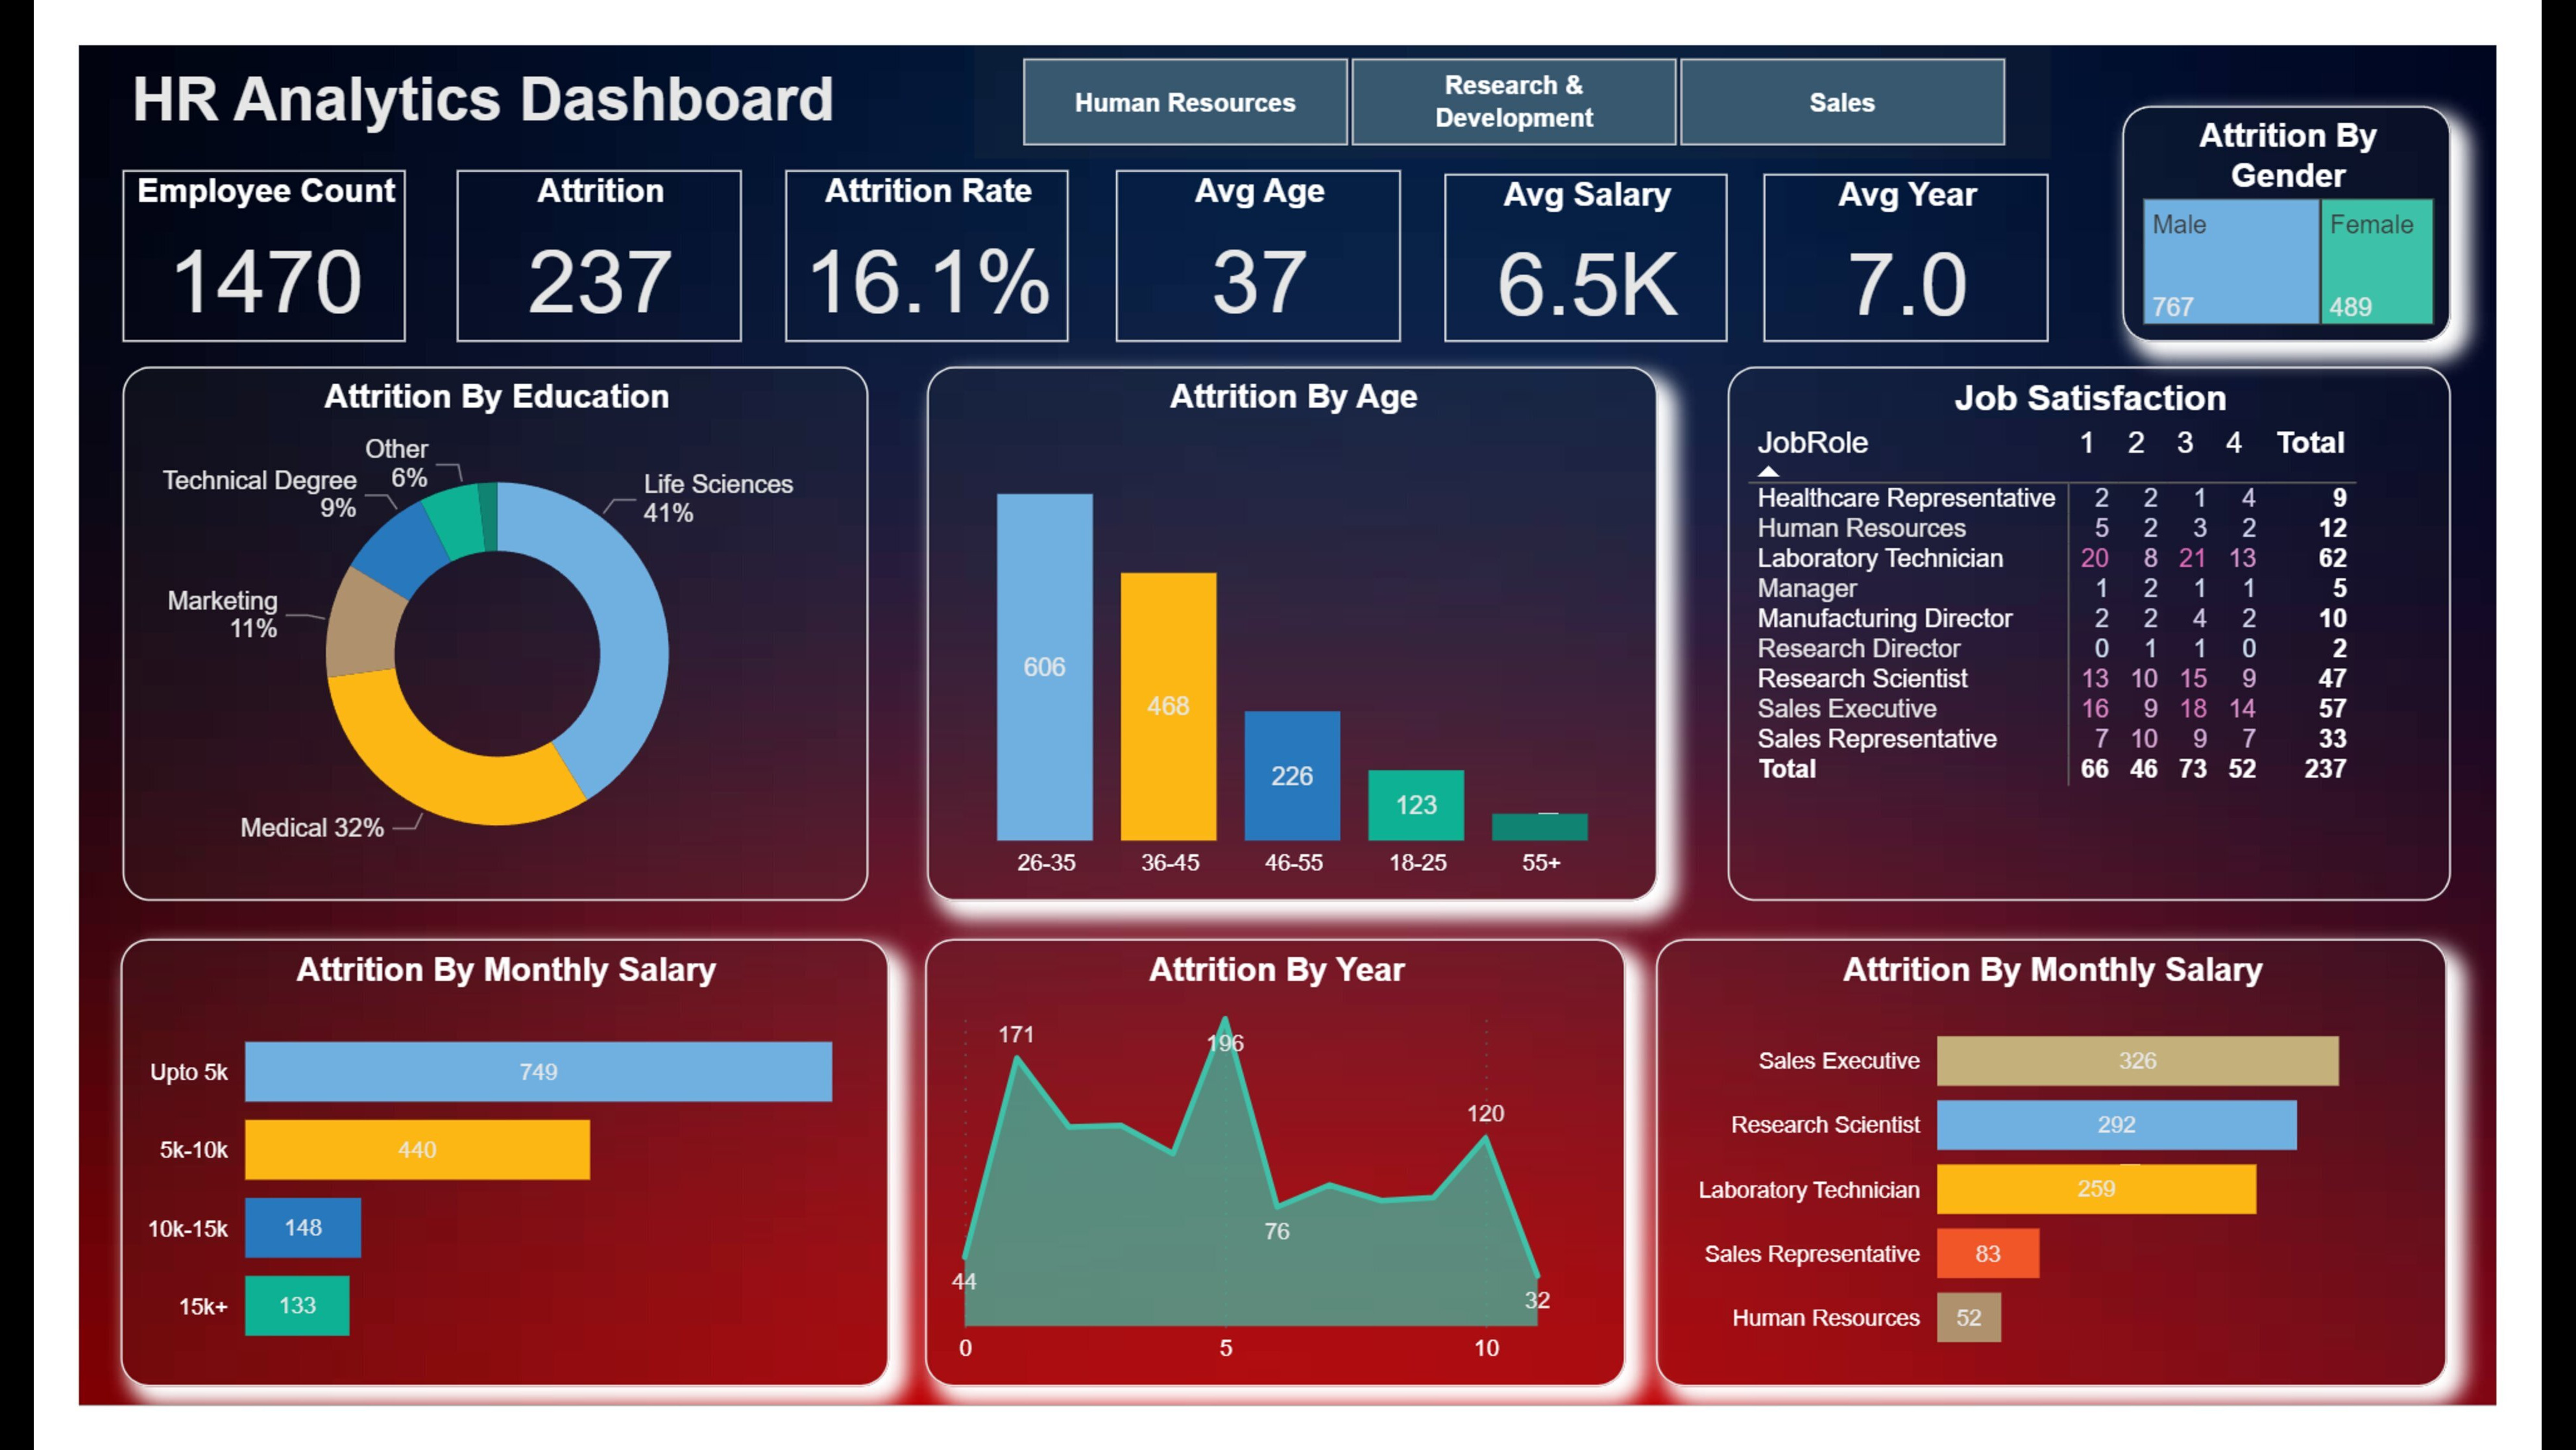 HR Analytics Dashboard
Human Resources
Research &
Development
Sales
Employee Count
1470
Attrition
237
Attrition Rate
16.1%
Avg Age
37
Avg Salary
6.5K
Avg Year
7.0
Attrition By
Gender
Male
767
Female
489
Attrition By Education
Other
6%
Technical Degree
9%
Life Sciences
41%
Marketing
11%
Medical 32%
Attrition By Age
606
468
226
123
26-35
36-45
46-55
18-25
55+
Job Satisfaction
JobRole 1 2 3 4 Total
Healthcare Representative 2 2 1 4 9
Human Resources 5 2 3 2 12
Laboratory Technician 20 8 21 13 62
Manager 1 2 1 1 5
Manufacturing Director 2 2 4 2 10
Research Director 0 1 1 0 2
Research Scientist 13 10 15 9 47
Sales Executive 16 9 18 14 57
Sales Representative 7 10 9 7 33
Total 66 46 73 52 237
Attrition By Monthly Salary
Upto 5k 749
5k-10k 440
10k-15k 148
15k+ 133
Attrition By Year
171
196
120
76
44
32
0 5 10
Attrition By Monthly Salary
Sales Executive 326
Research Scientist 292
Laboratory Technician 259
Sales Representative 83
Human Resources 52